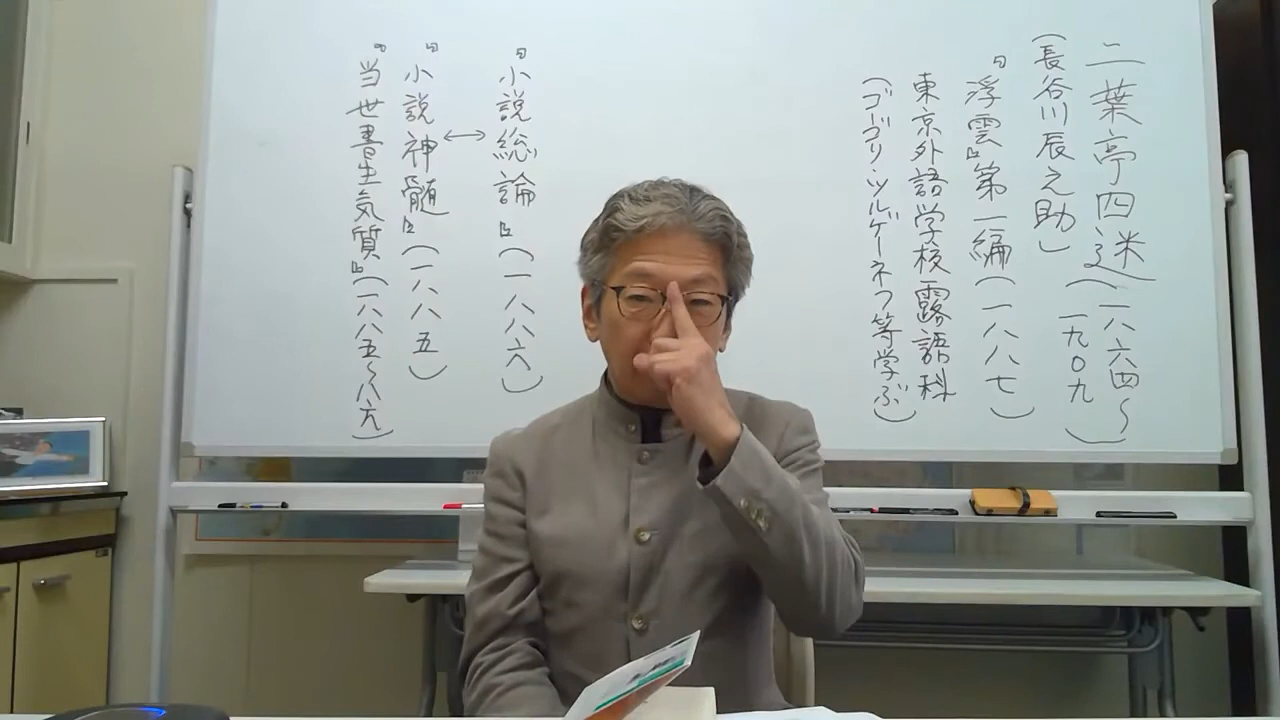 二葉亭四迷(一八六四〜
一九〇九)
(長谷川辰之助)
『浮雲』第一編(一八八七)
東京外語学校露語科
(ゴーゴリ・ツルゲーネフ等学ぶ)
『小説総論』(一八八六)
↔
『小説神髄』(一八八五)
『当世書生気質』(一八八五〜八六)